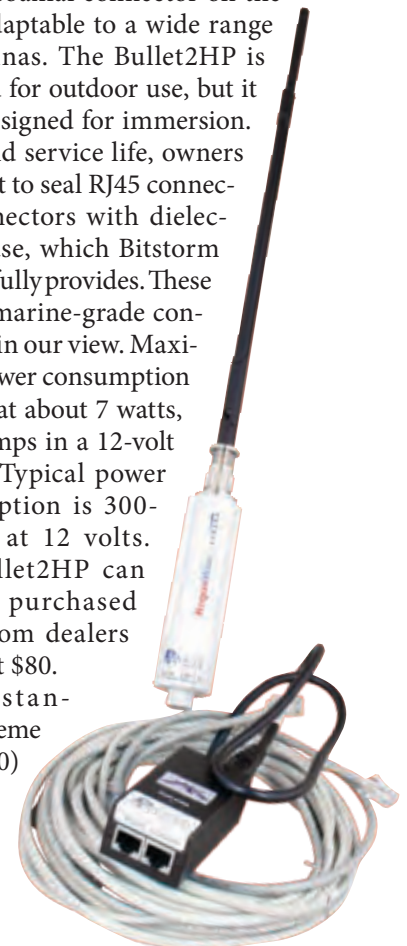 adaptable to a wide range
nas. The Bullet2HP is
for outdoor use, but it
signed for immersion.
d service life, owners
t to seal RJ45 connec-
nectors with dielec-
se, which Bitstorm
fully provides. These
marine-grade con-
in our view. Maxi-
wer consumption
at about 7 watts,
mps in a 12-volt
Typical power
ption is 300-
at 12 volts.
llet2HP can
purchased
om dealers
t $80.
stan-
eme
0)